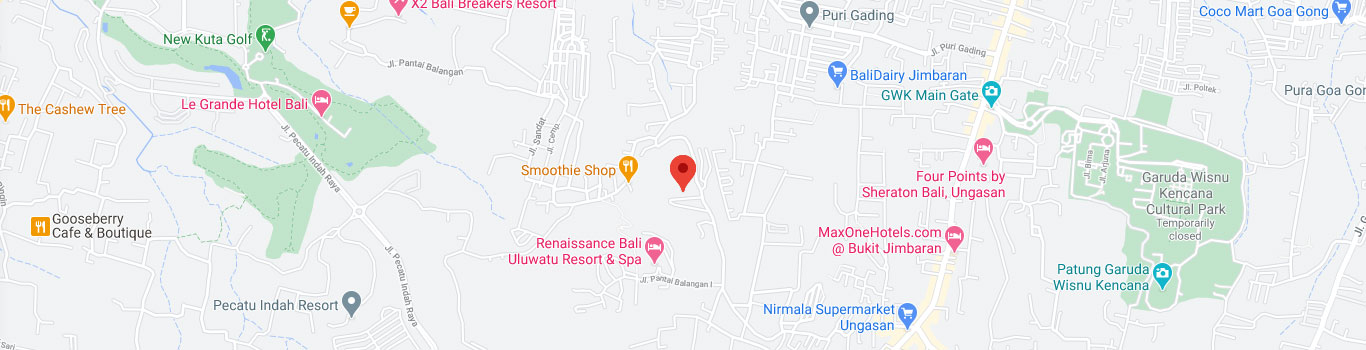 X2 Bali Breakers Resort
Puri Gading
Coco Mart Goa Gong
New Kuta Golf
Jl. Puri Gading
Jl. Pantai Balangan
BaliDairy Jimbaran
Jl. Poltek
GWK Main Gate
Pura Goa Gon
Le Grande Hotel Bali
The Cashew Tree
Jl. Pecatu Indah Raya
Jl. Sandat
Jl. Cemp.
Smoothie Shop
Jl. Bima
Jl. Arjuna
Four Points by
Sheraton Bali, Ungasan
Garuda Wisnu
Kencana
Cultural Park
Temporarily
closed
Gooseberry
Cafe & Boutique
MaxOneHotels.com
@ Bukit Jimbaran
Renaissance Bali
Uluwatu Resort & Spa
Jl. Pecatu Indah Raya
Patung Garuda
Wisnu Kencana
Jl. Pantai Balangan I
Pecatu Indah Resort
Nirmala Supermarket
Ungasan